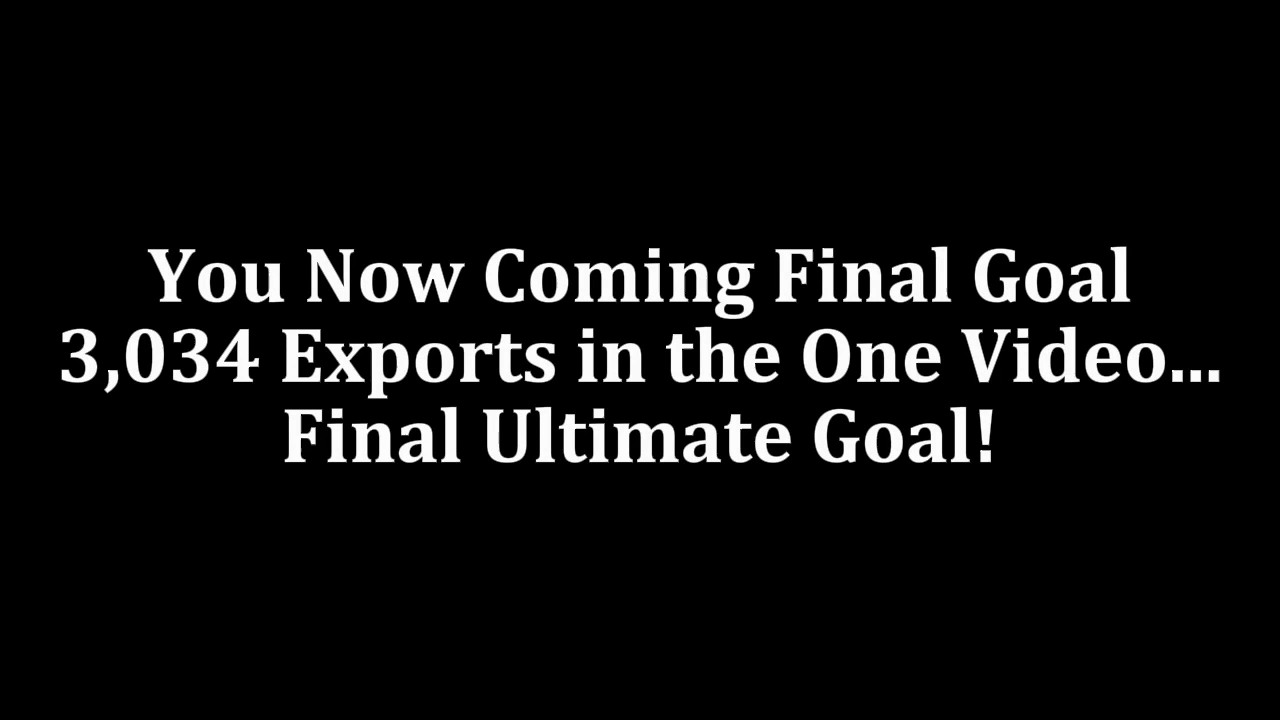 You Now Coming Final Goal
3,034 Exports in the One Video...
Final Ultimate Goal!